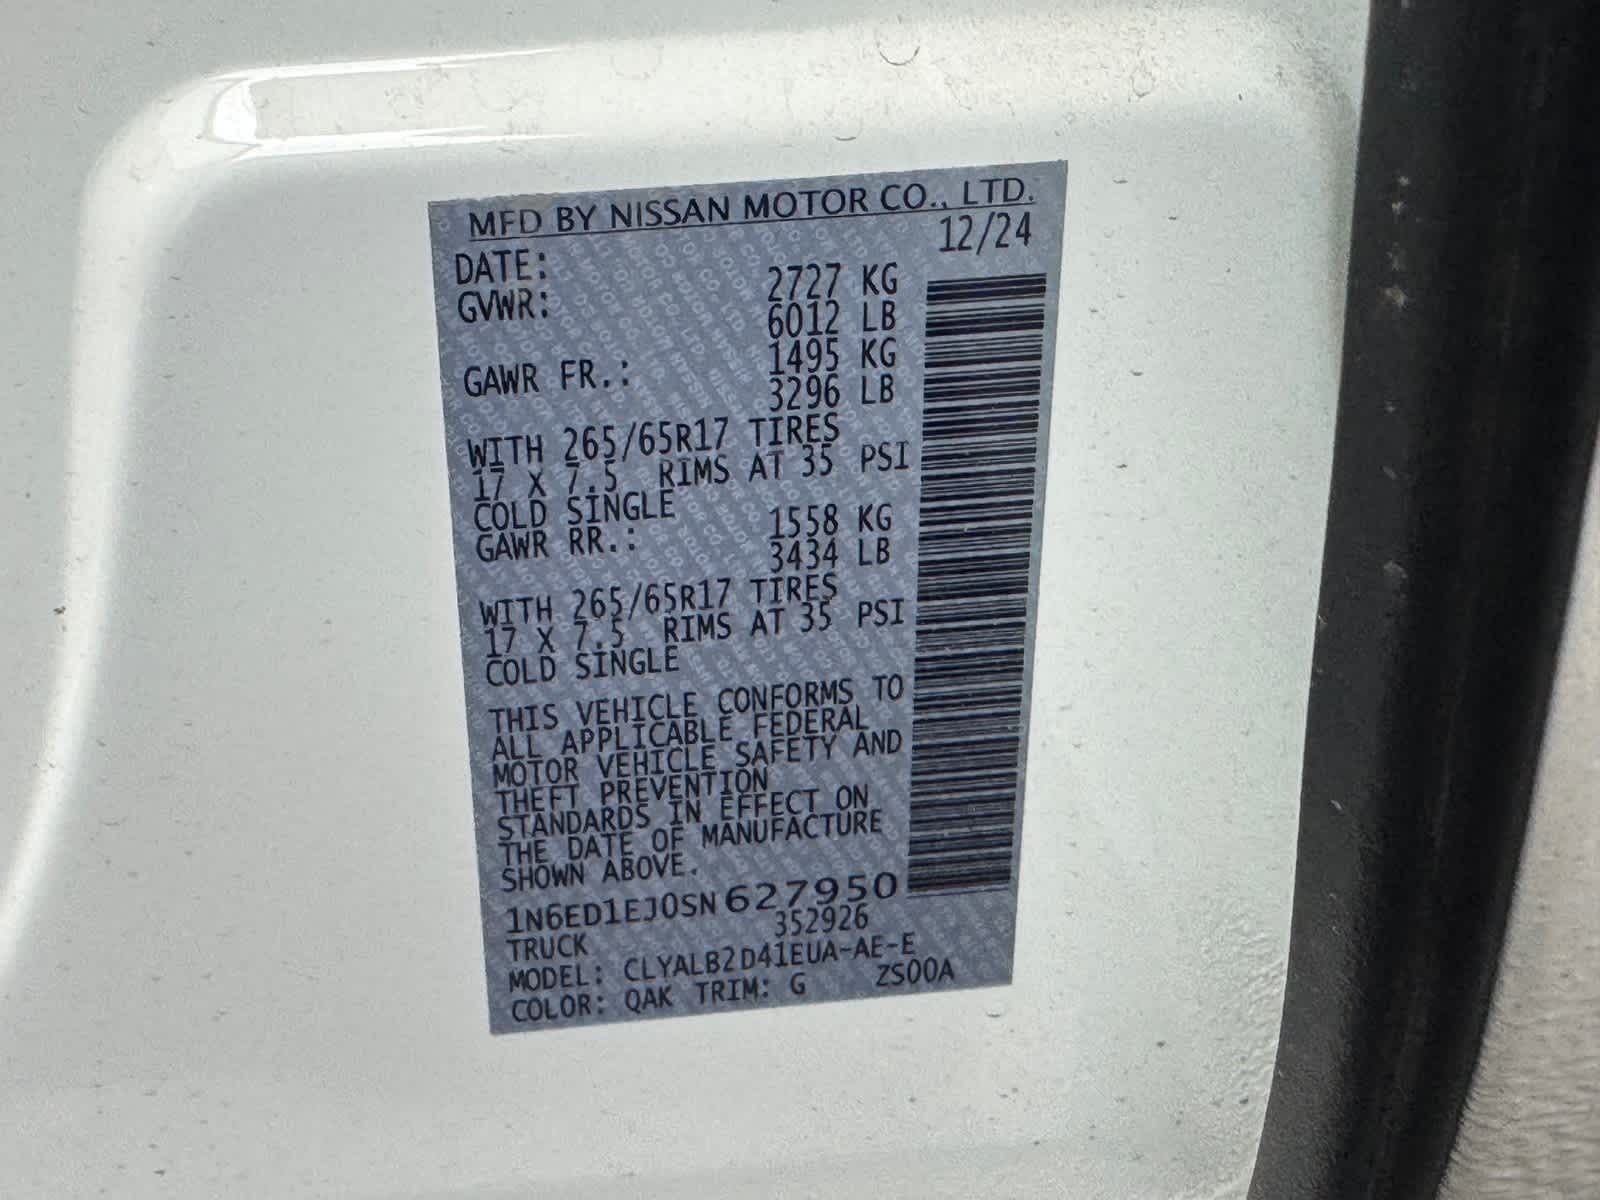 MFD BY NISSAN MOTOR CO., LTD.
DATE: 12/24
GVWR: 2727 KG
6012 LB
GAWR FR.: 1495 KG
3296 LB
WITH 265/65R17 TIRES
17 X 7.5 RIMS AT 35 PSI
COLD SINGLE
GAWR RR.: 1558 KG
3434 LB
WITH 265/65R17 TIRES
17 X 7.5 RIMS AT 35 PSI
COLD SINGLE
THIS VEHICLE CONFORMS TO
ALL APPLICABLE FEDERAL
MOTOR VEHICLE SAFETY AND
THEFT PREVENTION
STANDARDS IN EFFECT ON
THE DATE OF MANUFACTURE
SHOWN ABOVE.
1N6ED1EJ0SN627950
TRUCK 352926
MODEL: CLYALB2D41EUA-AE-E
COLOR: QAK TRIM: G ZS00A